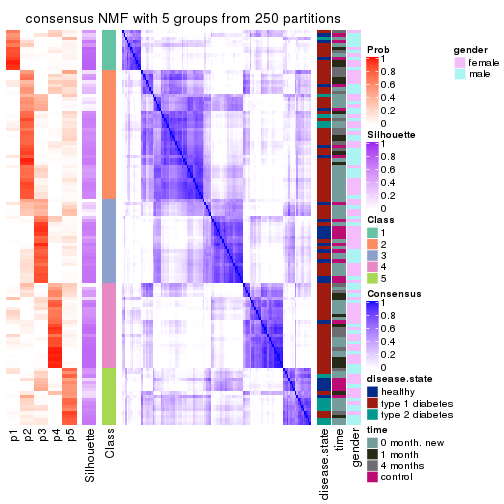 consensus NMF with 5 groups from 250 partitions
Prob
1
0.8
0.6
0.4
0.2
0
gender
female
male
Silhouette
1
0.8
0.6
0.4
0.2
0
Class
1
2
3
4
5
Consensus
1
0.8
0.6
0.4
0.2
0
disease.state
healthy
type 1 diabetes
type 2 diabetes
time
0 month. new
1 month
4 months
control
p1
p2
p3
p4
p5
Silhouette
Class
disease.state
time
gender